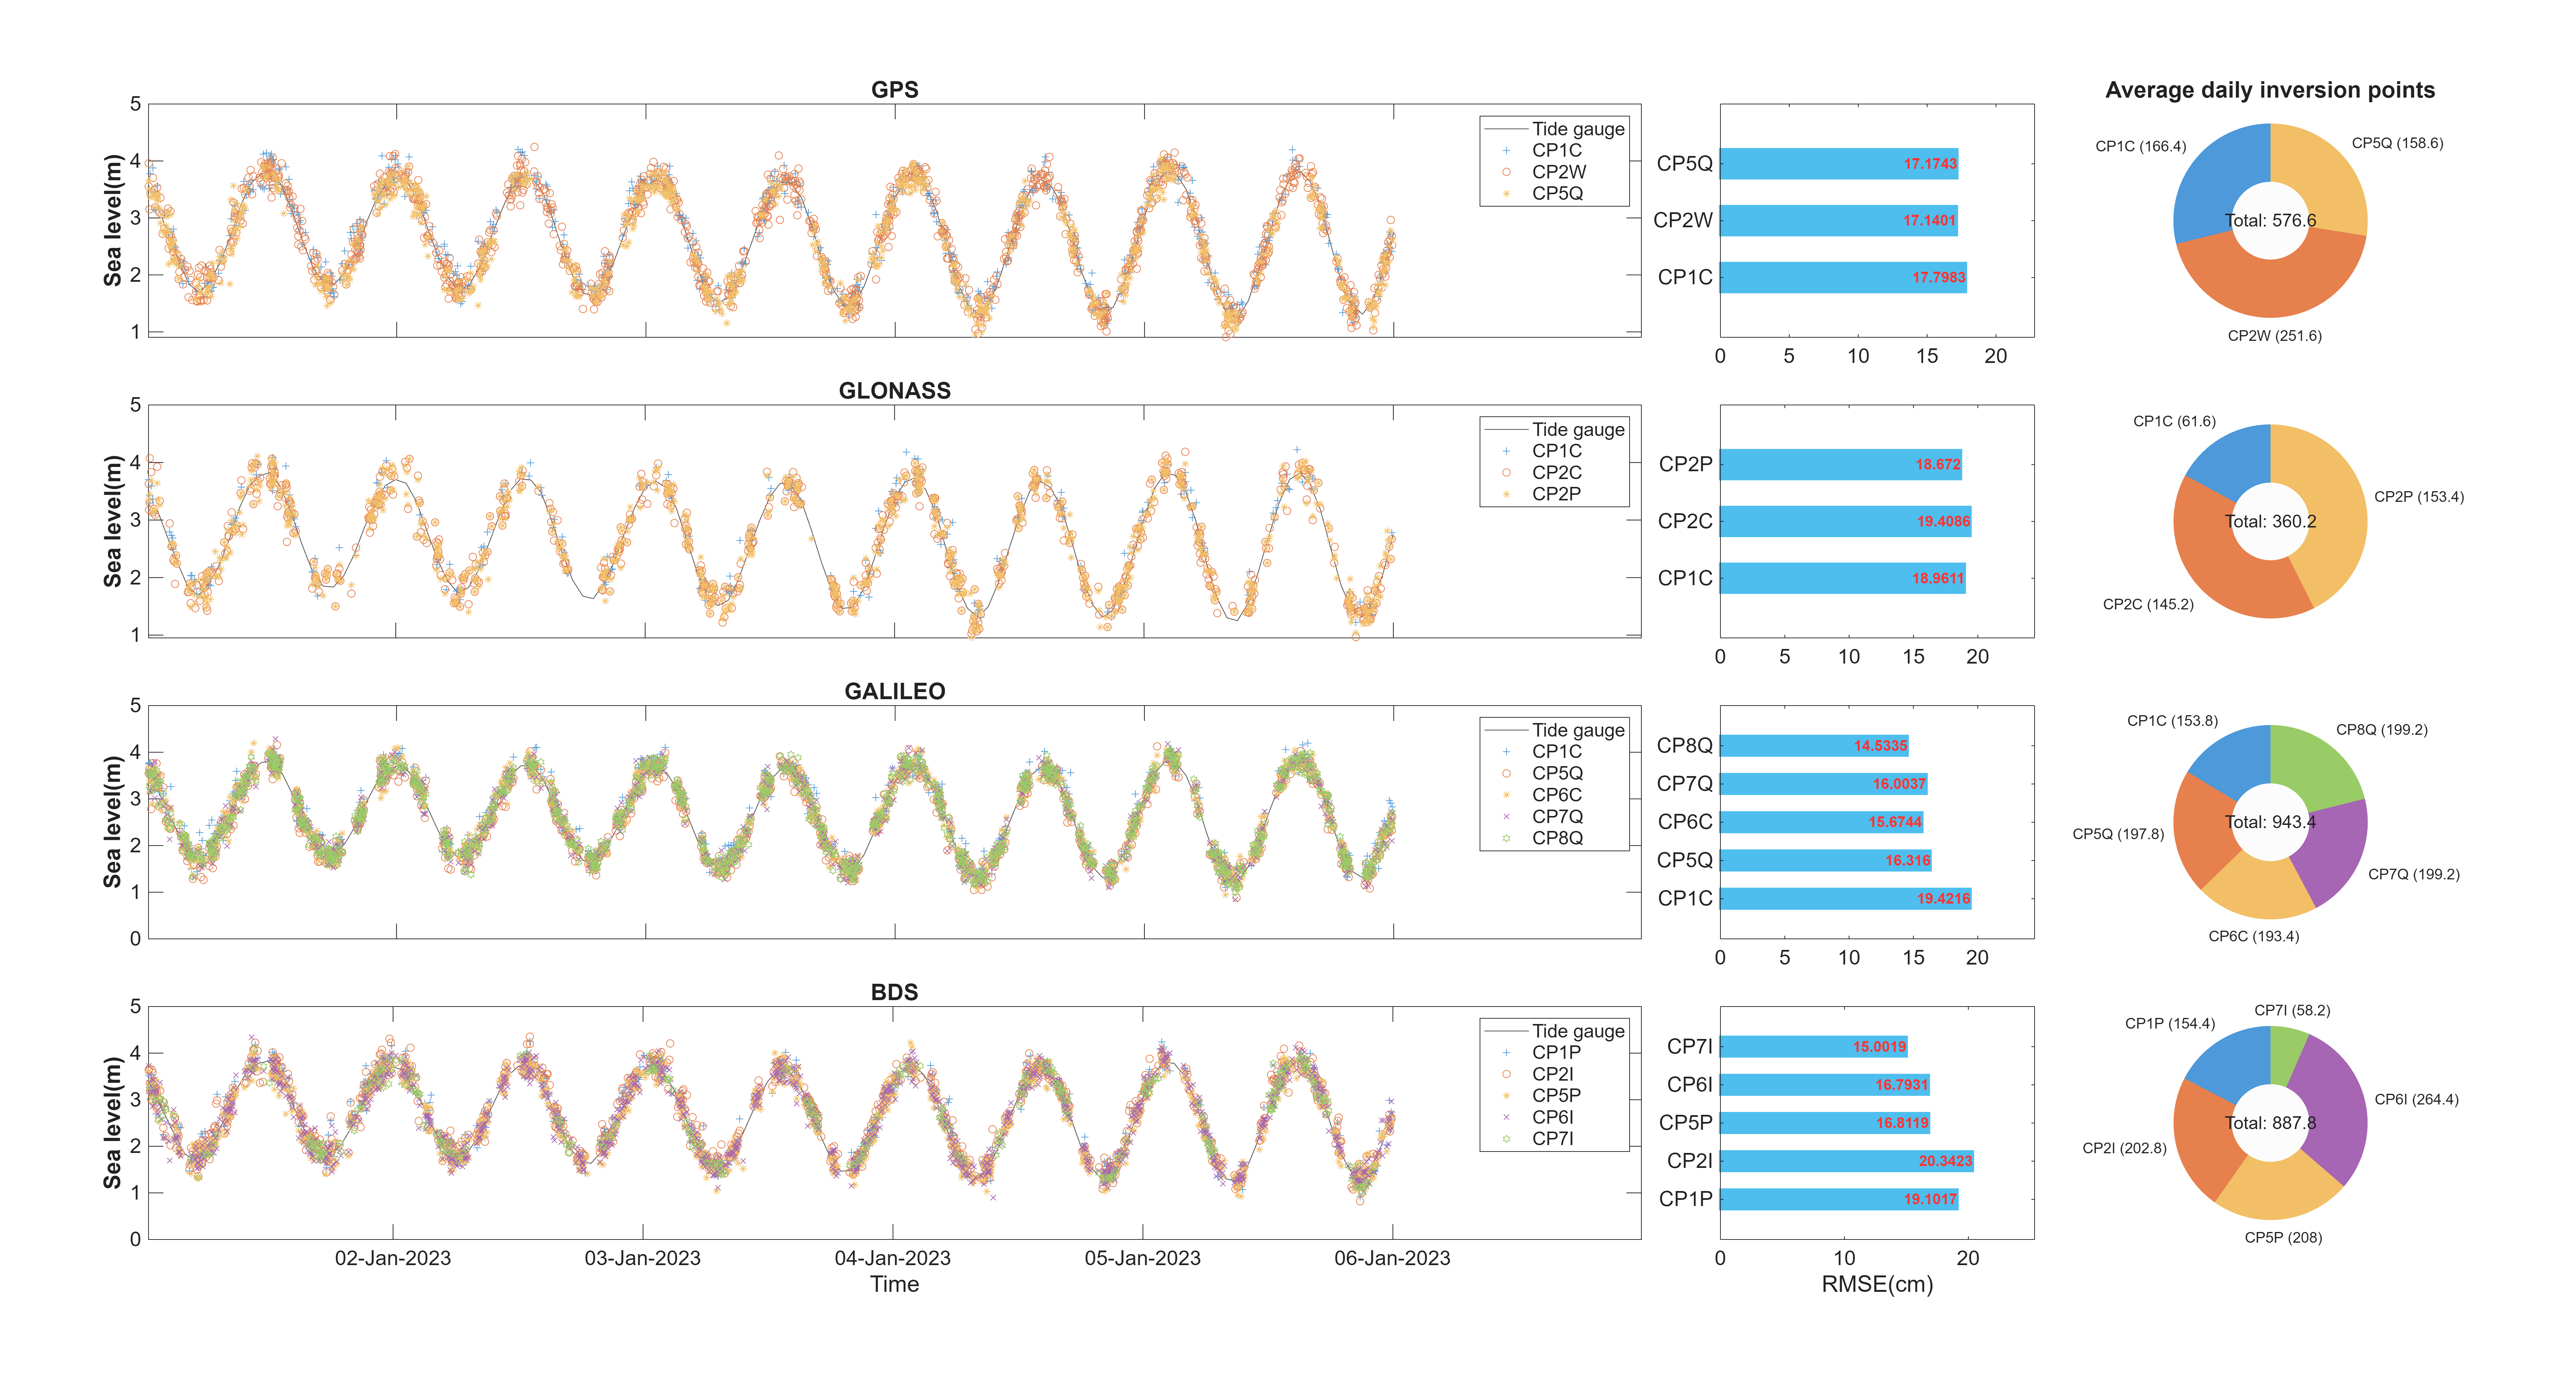 GPS
Average daily inversion points
Sea level(m)
5
4
3
2
1
Tide gauge
CP1C
CP2W
CP5Q
CP5Q
CP2W
CP1C
17.1743
17.1401
17.7983
0 5 10 15 20
CP1C (166.4)
CP5Q (158.6)
Total: 576.6
CP2W (251.6)
GLONASS
Sea level(m)
5
4
3
2
1
Tide gauge
CP1C
CP2C
CP2P
CP2P
CP2C
CP1C
18.672
19.4086
18.9611
0 5 10 15 20
CP1C (61.6)
CP2P (153.4)
Total: 360.2
CP2C (145.2)
GALILEO
Sea level(m)
5
4
3
2
1
0
Tide gauge
CP1C
CP5Q
CP6C
CP7Q
CP8Q
CP8Q
CP7Q
CP6C
CP5Q
CP1C
14.5335
16.0037
15.6744
16.316
19.4216
0 5 10 15 20
CP1C (153.8)
CP8Q (199.2)
Total: 943.4
CP5Q (197.8)
CP7Q (199.2)
CP6C (193.4)
BDS
Sea level(m)
5
4
3
2
1
0
02-Jan-2023 03-Jan-2023 04-Jan-2023 05-Jan-2023 06-Jan-2023
Time
Tide gauge
CP1P
CP2I
CP5P
CP6I
CP7I
CP7I
CP6I
CP5P
CP2I
CP1P
15.0019
16.7931
16.8119
20.3423
19.1017
0 10 20
RMSE(cm)
CP7I (58.2)
CP1P (154.4)
CP6I (264.4)
Total: 887.8
CP2I (202.8)
CP5P (208)